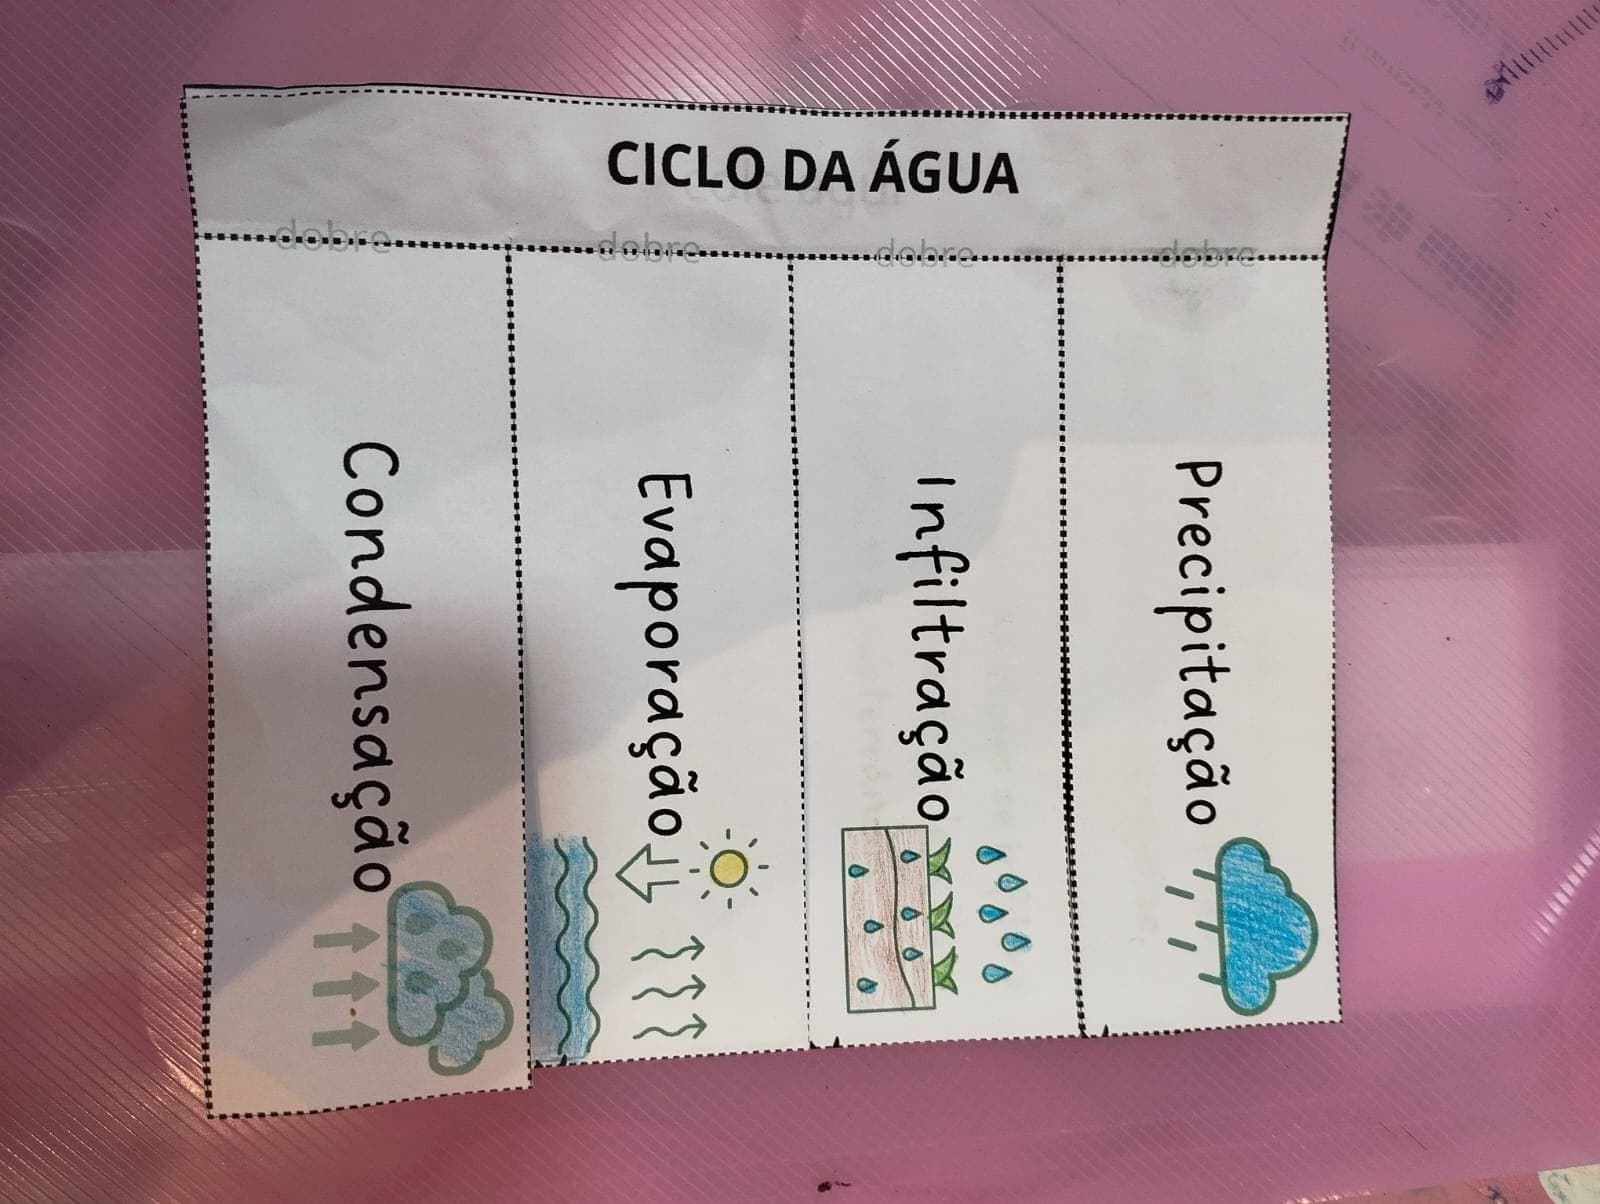 CICLO DA ÁGUA
dobre dobre dobre dobre
Condensação
Evaporação
Infiltração
Precipitação